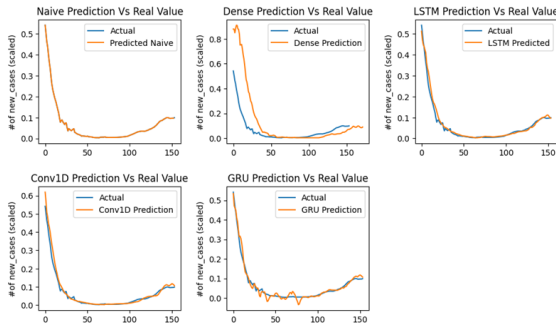 Naive Prediction Vs Real Value
#of new_cases (scaled)
0.5
0.4
0.3
0.2
0.1
0.0
0
50
100
150
Actual
Predicted Naive
Dense Prediction Vs Real Value
#of new_cases (scaled)
0.8
0.6
0.4
0.2
0.0
0
50
100
150
Actual
Dense Prediction
LSTM Prediction Vs Real Value
#of new_cases (scaled)
0.5
0.4
0.3
0.2
0.1
0.0
0
50
100
150
Actual
LSTM Predicted
Conv1D Prediction Vs Real Value
#of new_cases (scaled)
0.6
0.5
0.4
0.3
0.2
0.1
0.0
0
50
100
150
Actual
Conv1D Prediction
GRU Prediction Vs Real Value
#of new_cases (scaled)
0.5
0.4
0.3
0.2
0.1
0.0
0
50
100
150
Actual
GRU Prediction